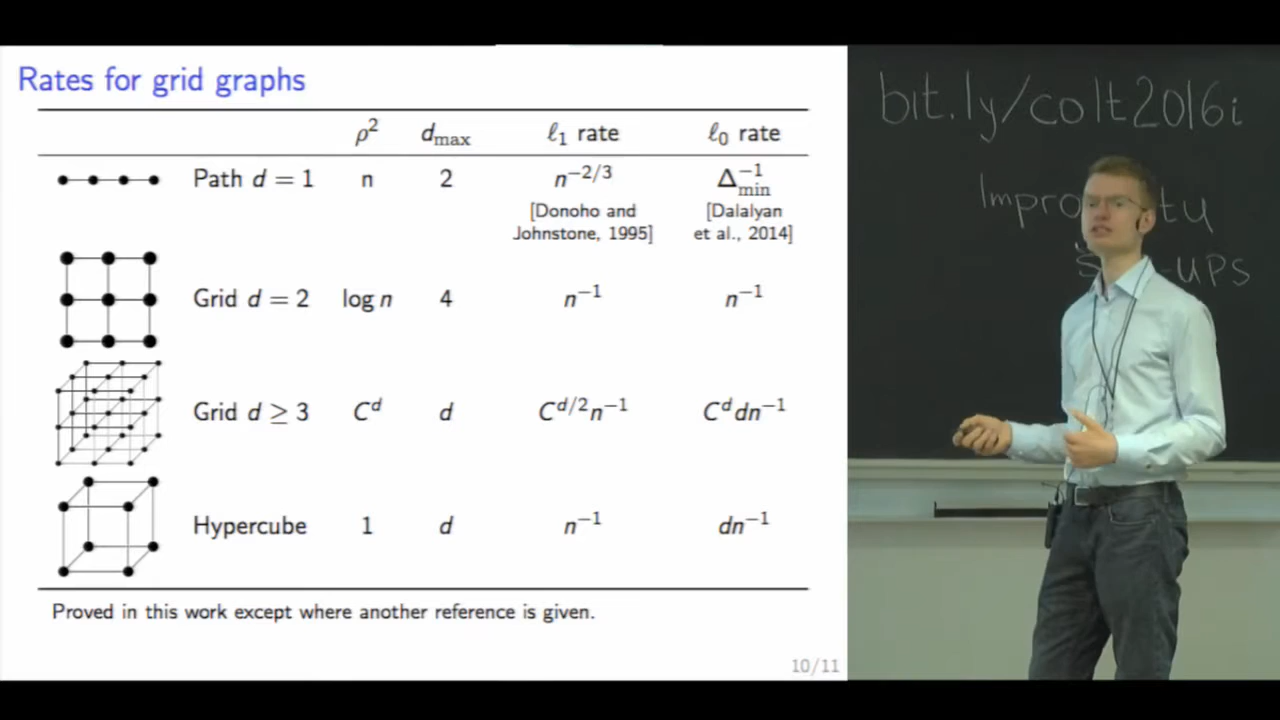 Rates for grid graphs
ρ² d_max ℓ₁ rate ℓ₀ rate
Path d = 1 n 2 n^{-2/3} Δ_min^{-1}
[Donoho and [Dalalyan
Johnstone, 1995] et al., 2014]
Grid d = 2 log n 4 n^{-1} n^{-1}
Grid d ≥ 3 C^d d C^{d/2}n^{-1} C^d dn^{-1}
Hypercube 1 d n^{-1} dn^{-1}
Proved in this work except where another reference is given.
10/11
bit.ly/colt2016i